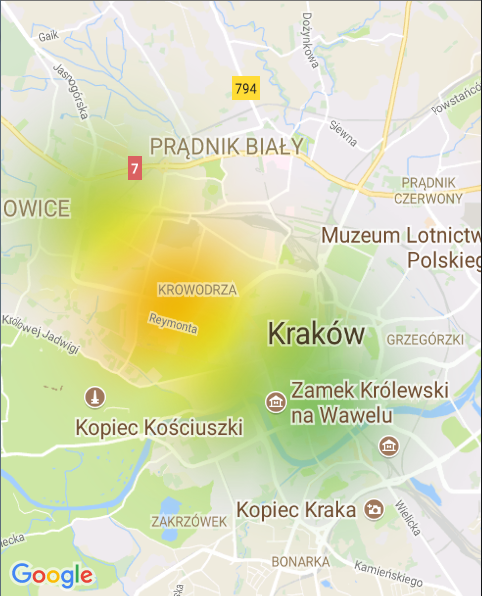 Gaik
Dożynkowa
Jasnogórska
794
Powstańców
Siewna
PRĄDNIK BIAŁY
7
PRĄDNIK
CZERWONY
OWICE
Muzeum Lotnictw
Polskieg
KROWODRZA
Reymonta
Królowej Jadwigi
Kraków
GRZEGÓRZKI
Zamek Królewski
na Wawelu
Kopiec Kościuszki
Kopiec Kraka
Wielicka
ZAKRZÓWEK
ecka
BONARKA
Kamieńskiego
Google